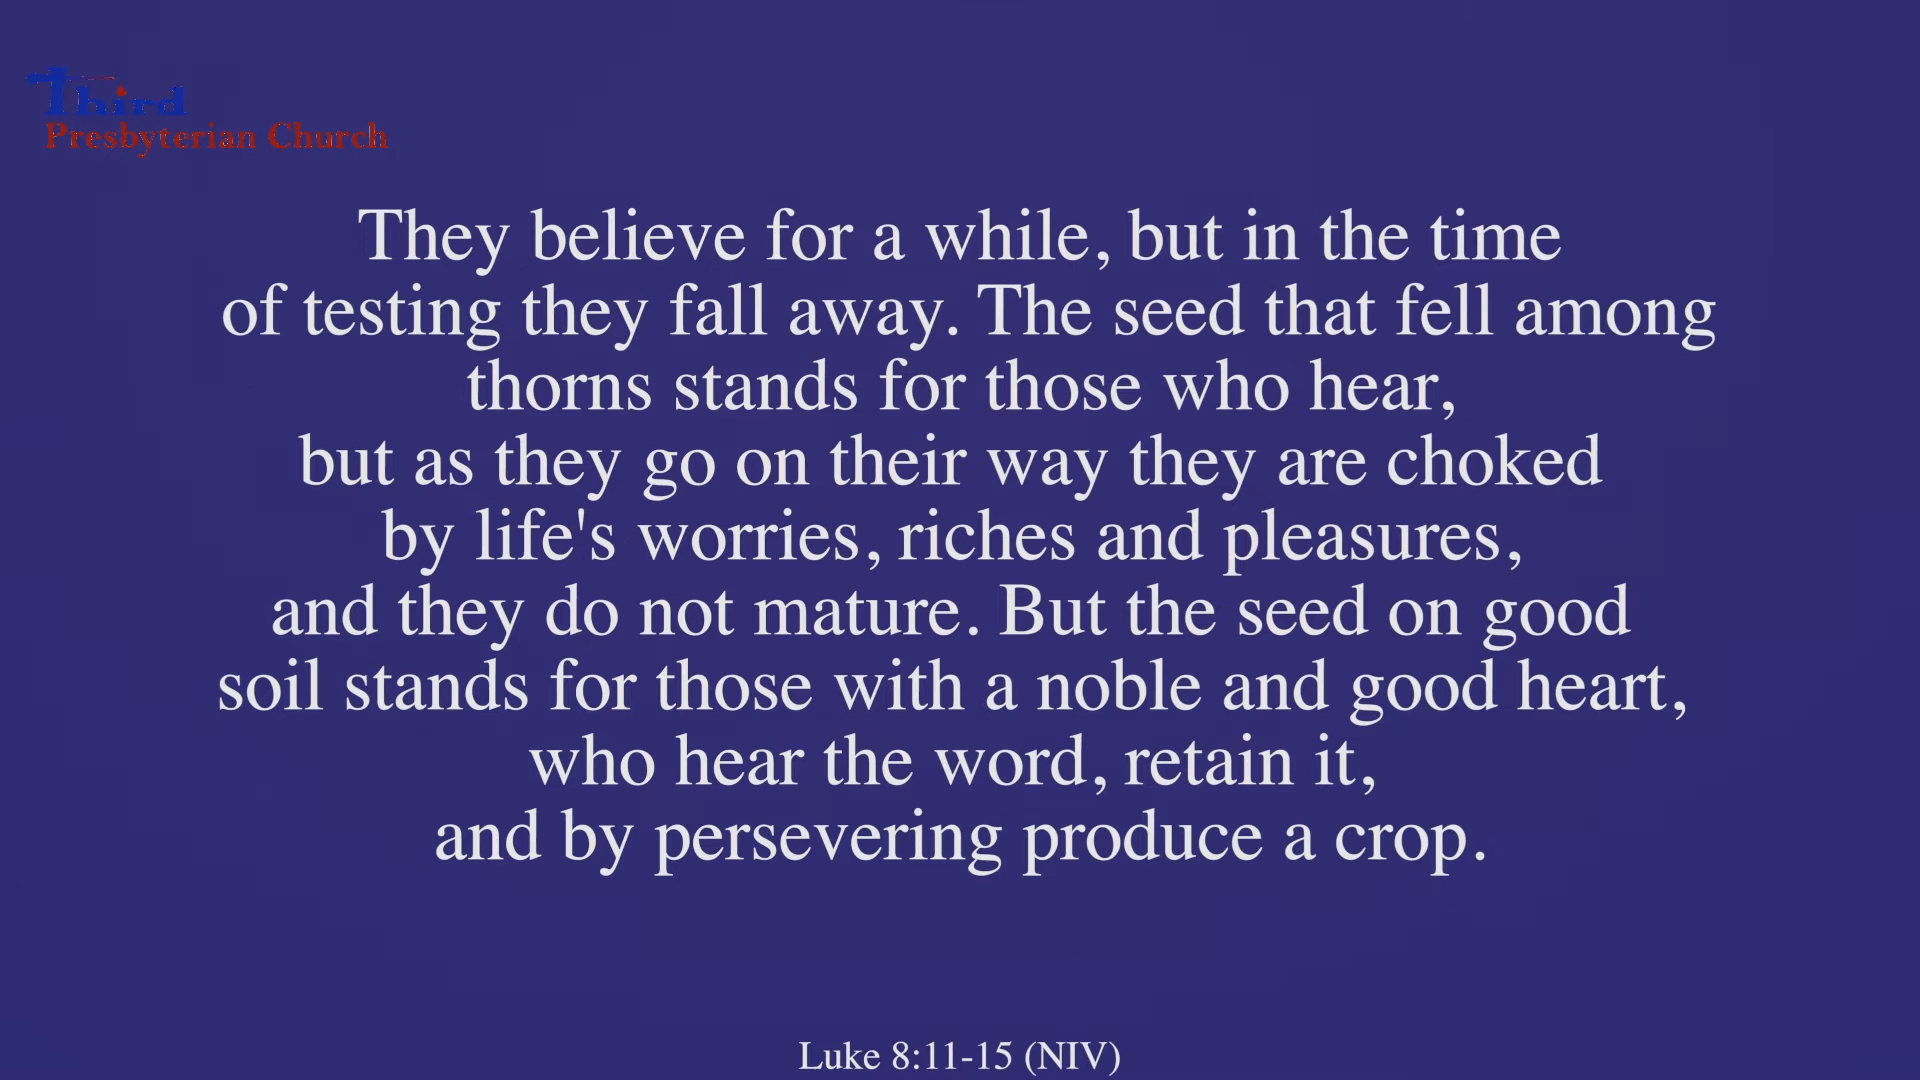 Third
Presbyterian Church
They believe for a while, but in the time
of testing they fall away. The seed that fell among
thorns stands for those who hear,
but as they go on their way they are choked
by life's worries, riches and pleasures,
and they do not mature. But the seed on good
soil stands for those with a noble and good heart,
who hear the word, retain it,
and by persevering produce a crop.
Luke 8:11-15 (NIV)